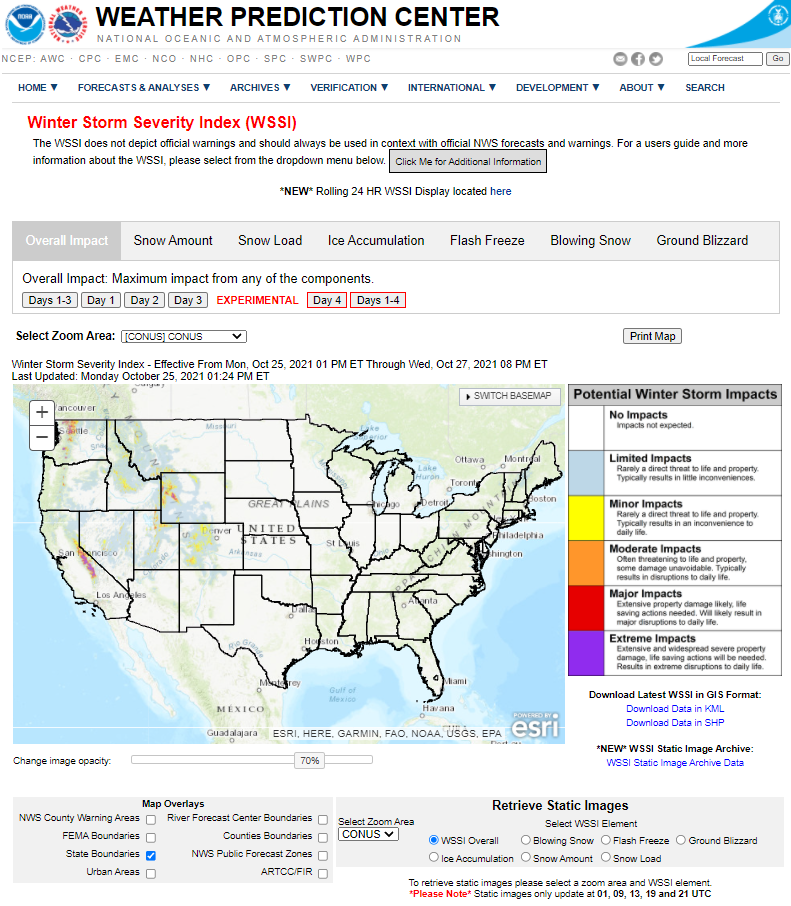 NOAA
WEATHER PREDICTION CENTER
NATIONAL OCEANIC AND ATMOSPHERIC ADMINISTRATION
NCEP: AWC · CPC · EMC · NCO · NHC · OPC · SPC · SWPC · WPC
Local Forecast Go
HOME ▼ FORECASTS & ANALYSES ▼ ARCHIVES ▼ VERIFICATION ▼ INTERNATIONAL ▼ DEVELOPMENT ▼ ABOUT ▼ SEARCH
Winter Storm Severity Index (WSSI)
The WSSI does not depict official warnings and should always be used in context with official NWS forecasts and warnings. For a users guide and more
information about the WSSI, please select from the dropdown menu below. Click Me for Additional Information
*NEW* Rolling 24 HR WSSI Display located here
Overall Impact Snow Amount Snow Load Ice Accumulation Flash Freeze Blowing Snow Ground Blizzard
Overall Impact: Maximum impact from any of the components.
Days 1-3 Day 1 Day 2 Day 3 EXPERIMENTAL Day 4 Days 1-4
Select Zoom Area: [CONUS] CONUS Print Map
Winter Storm Severity Index - Effective From Mon, Oct 25, 2021 01 PM ET Through Wed, Oct 27, 2021 08 PM ET
Last Updated: Monday October 25, 2021 01:24 PM ET
SWITCH BASEMAP
+
−
Calgary
Vancouver
Seattle
Missouri
Lake
Superior
Ottawa
Montreal
Lake
Huron
Toronto
Boston
Chicago
Detroit
GREAT PLAINS
Denver
UNITED
STATES
St Louis
Philadelphia
Washington
San Francisco
Colorado
Arkansas
APPALACHIAN MOUNTAINS
Los Angeles
Atlanta
Dallas
Houston
Rio Grande
Monterrey
Miami
Gulf of
Mexico
Havana
MÉXICO
Guadalajara
ESRI, HERE, GARMIN, FAO, NOAA, USGS, EPA
POWERED BY
esri
Potential Winter Storm Impacts
No Impacts
Impacts not expected.
Limited Impacts
Rarely a direct threat to life and property.
Typically results in little inconveniences.
Minor Impacts
Rarely a direct threat to life and property.
Typically results in an inconvenience to
daily life.
Moderate Impacts
Often threatening to life and property,
some damage unavoidable. Typically
results in disruptions to daily life.
Major Impacts
Extensive property damage likely, life
saving actions needed. Will likely result in
major disruptions to daily life.
Extreme Impacts
Extensive and widespread severe property
damage, life saving actions will be needed.
Results in extreme disruptions to daily life.
Download Latest WSSI in GIS Format:
Download Data in KML
Download Data in SHP
*NEW* WSSI Static Image Archive:
WSSI Static Image Archive Data
Change image opacity: 70%
Map Overlays
NWS County Warning Areas River Forecast Center Boundaries
FEMA Boundaries Counties Boundaries
State Boundaries NWS Public Forecast Zones
Urban Areas ARTCC/FIR
Retrieve Static Images
Select Zoom Area
CONUS
Select WSSI Element
WSSI Overall Blowing Snow Flash Freeze Ground Blizzard
Ice Accumulation Snow Amount Snow Load
To retrieve static images please select a zoom area and WSSI element.
*Please Note* Static images only update at 01, 09, 13, 19 and 21 UTC